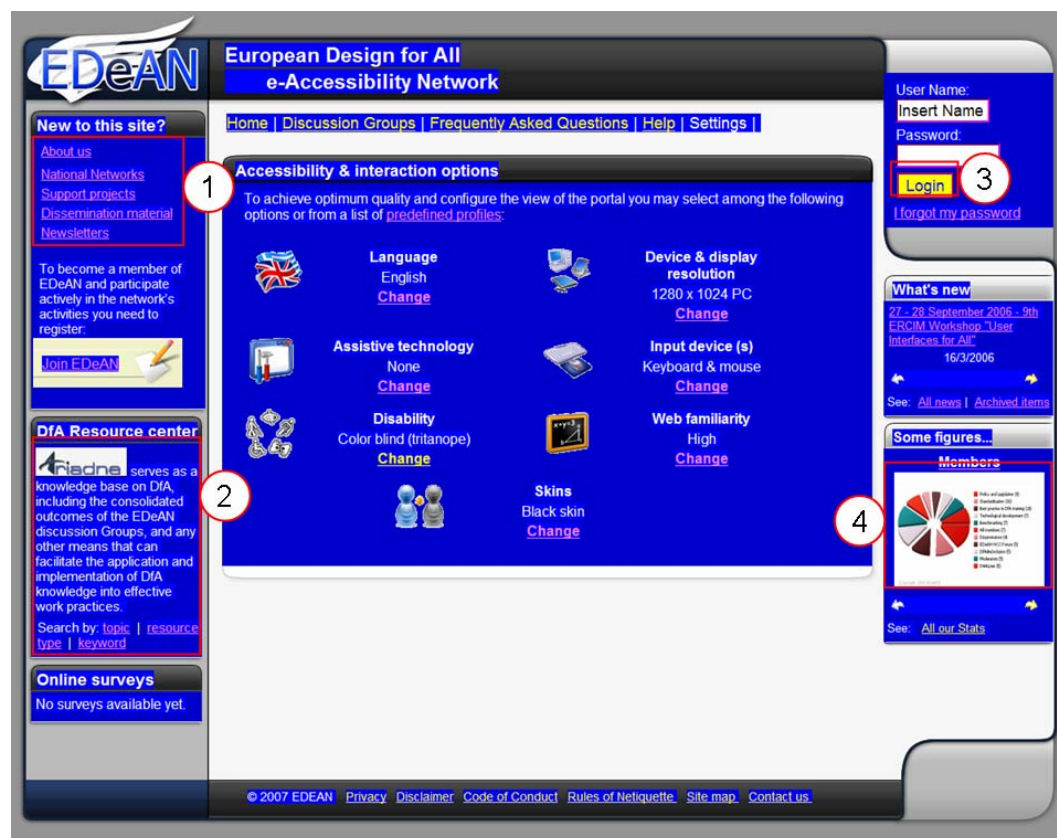 EDeAN
European Design for All
e-Accessibility Network
User Name:
Insert Name
Password:
Login
I forgot my password
3
New to this site?
About us
National Networks
Support projects
Dissemination material
Newsletters
1
To become a member of
EDeAN and participate
actively in the network's
activities you need to
register:
Join EDeAN
DfA Resource center
Ariadne serves as a
knowledge base on DfA,
including the consolidated
outcomes of the EDeAN
discussion Groups, and any
other means that can
facilitate the application and
implementation of DfA
knowledge into effective
work practices.
Search by: topic | resource
type | keyword
2
Online surveys
No surveys available yet.
Home | Discussion Groups | Frequently Asked Questions | Help | Settings |
Accessibility & interaction options
To achieve optimum quality and configure the view of the portal you may select among the following
options or from a list of predefined profiles:
Language
English
Change
Device & display
resolution
1280 x 1024 PC
Change
Assistive technology
None
Change
Input device (s)
Keyboard & mouse
Change
Disability
Color blind (tritanope)
Change
Web familiarity
High
Change
Skins
Black skin
Change
What's new
27 - 28 September 2006 - 9th
ERCIM Workshop "User
Interfaces for All"
16/3/2006
See: All news | Archived items
Some figures...
Members
4
See: All our Stats
© 2007 EDEAN Privacy Disclaimer Code of Conduct Rules of Netiquette Site map Contact us